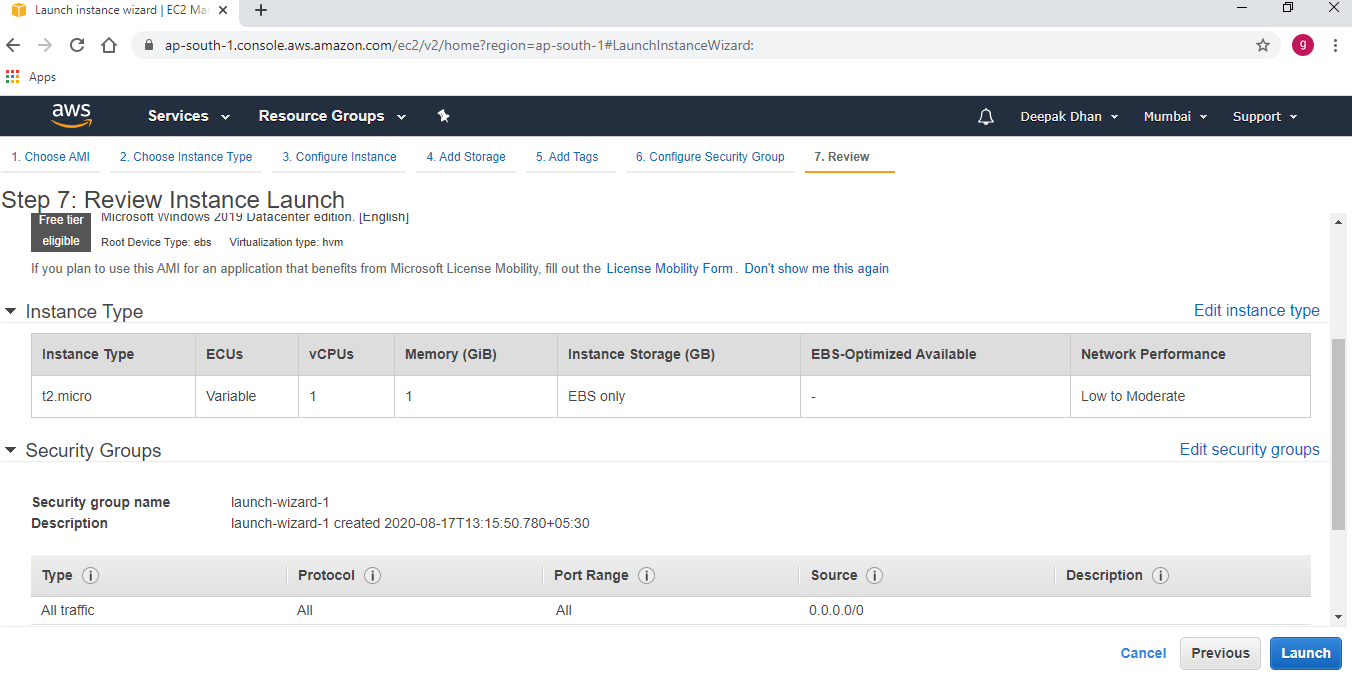 Launch instance wizard | EC2 Ma
ap-south-1.console.aws.amazon.com/ec2/v2/home?region=ap-south-1#LaunchInstanceWizard:
g
Apps
aws
Services
Resource Groups
Deepak Dhan
Mumbai
Support
1. Choose AMI
2. Choose Instance Type
3. Configure Instance
4. Add Storage
5. Add Tags
6. Configure Security Group
7. Review
Step 7: Review Instance Launch
Free tier
eligible
Microsoft Windows 2019 Datacenter edition. [English]
Root Device Type: ebs Virtualization type: hvm
If you plan to use this AMI for an application that benefits from Microsoft License Mobility, fill out the License Mobility Form. Don't show me this again
Instance Type
Edit instance type
Instance Type ECUs vCPUs Memory (GiB) Instance Storage (GB) EBS-Optimized Available Network Performance
t2.micro Variable 1 1 EBS only - Low to Moderate
Security Groups
Edit security groups
Security group name launch-wizard-1
Description launch-wizard-1 created 2020-08-17T13:15:50.780+05:30
Type Protocol Port Range Source Description
All traffic All All 0.0.0.0/0
Cancel Previous Launch